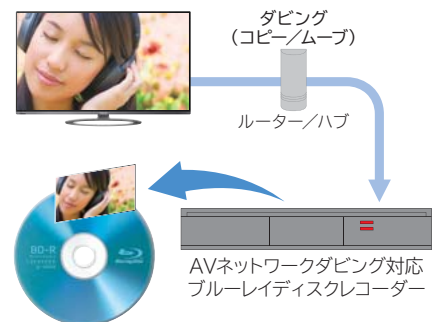 ダビング
（コピー／ムーブ）
ルーター／ハブ
BD-R
AVネットワークダビング対応
ブルーレイディスクレコーダー